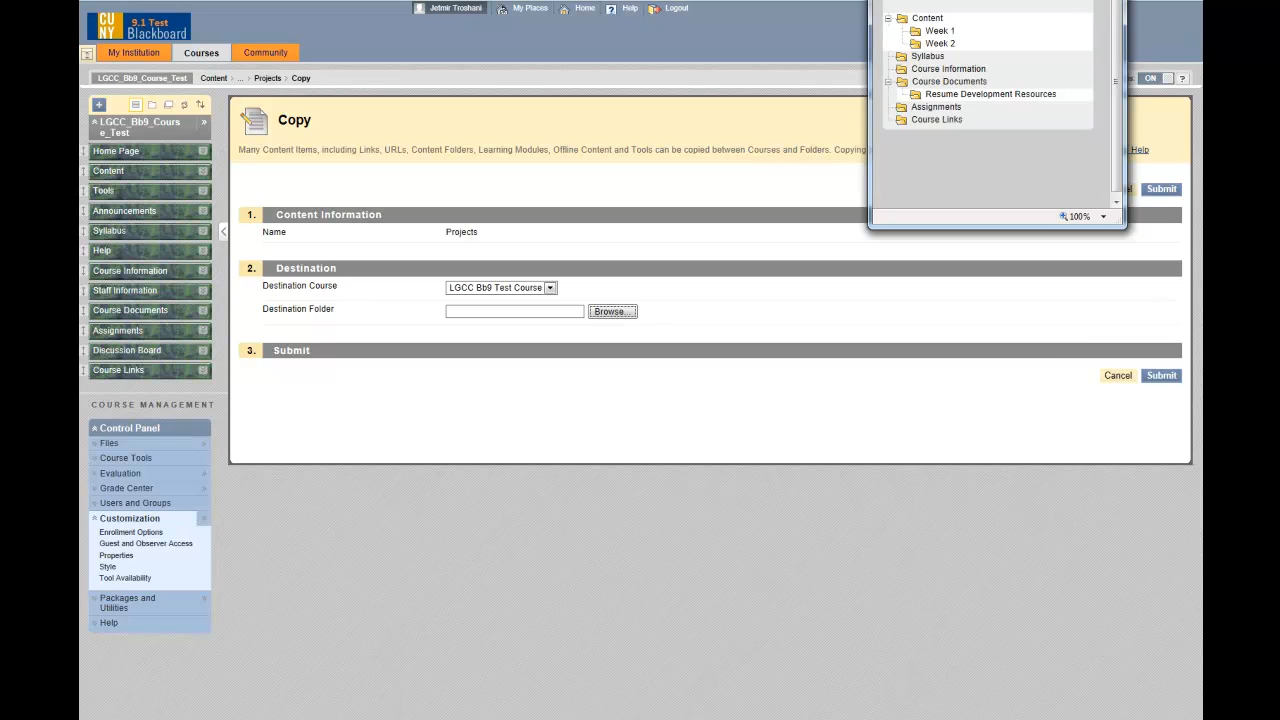 Jetmir Troshani My Places Home Help Logout
CU
NY
9.1 Test
Blackboard
My Institution Courses Community
LGCC_Bb9_Course_Test Content ... Projects Copy
ON ?
Content
Week 1
Week 2
Syllabus
Course Information
Course Documents
Resume Development Resources
Assignments
Course Links
100%
LGCC_Bb9_Cours
e_Test
Home Page
Content
Tools
Announcements
Syllabus
Help
Course Information
Staff Information
Course Documents
Assignments
Discussion Board
Course Links
COURSE MANAGEMENT
Control Panel
Files
Course Tools
Evaluation
Grade Center
Users and Groups
Customization
Enrollment Options
Guest and Observer Access
Properties
Style
Tool Availability
Packages and
Utilities
Help
Copy
Many Content Items, including Links, URLs, Content Folders, Learning Modules, Offline Content and Tools can be copied between Courses and Folders. Copying
Help
Submit
1. Content Information
Name Projects
2. Destination
Destination Course LGCC Bb9 Test Course
Destination Folder Browse...
3. Submit
Cancel Submit